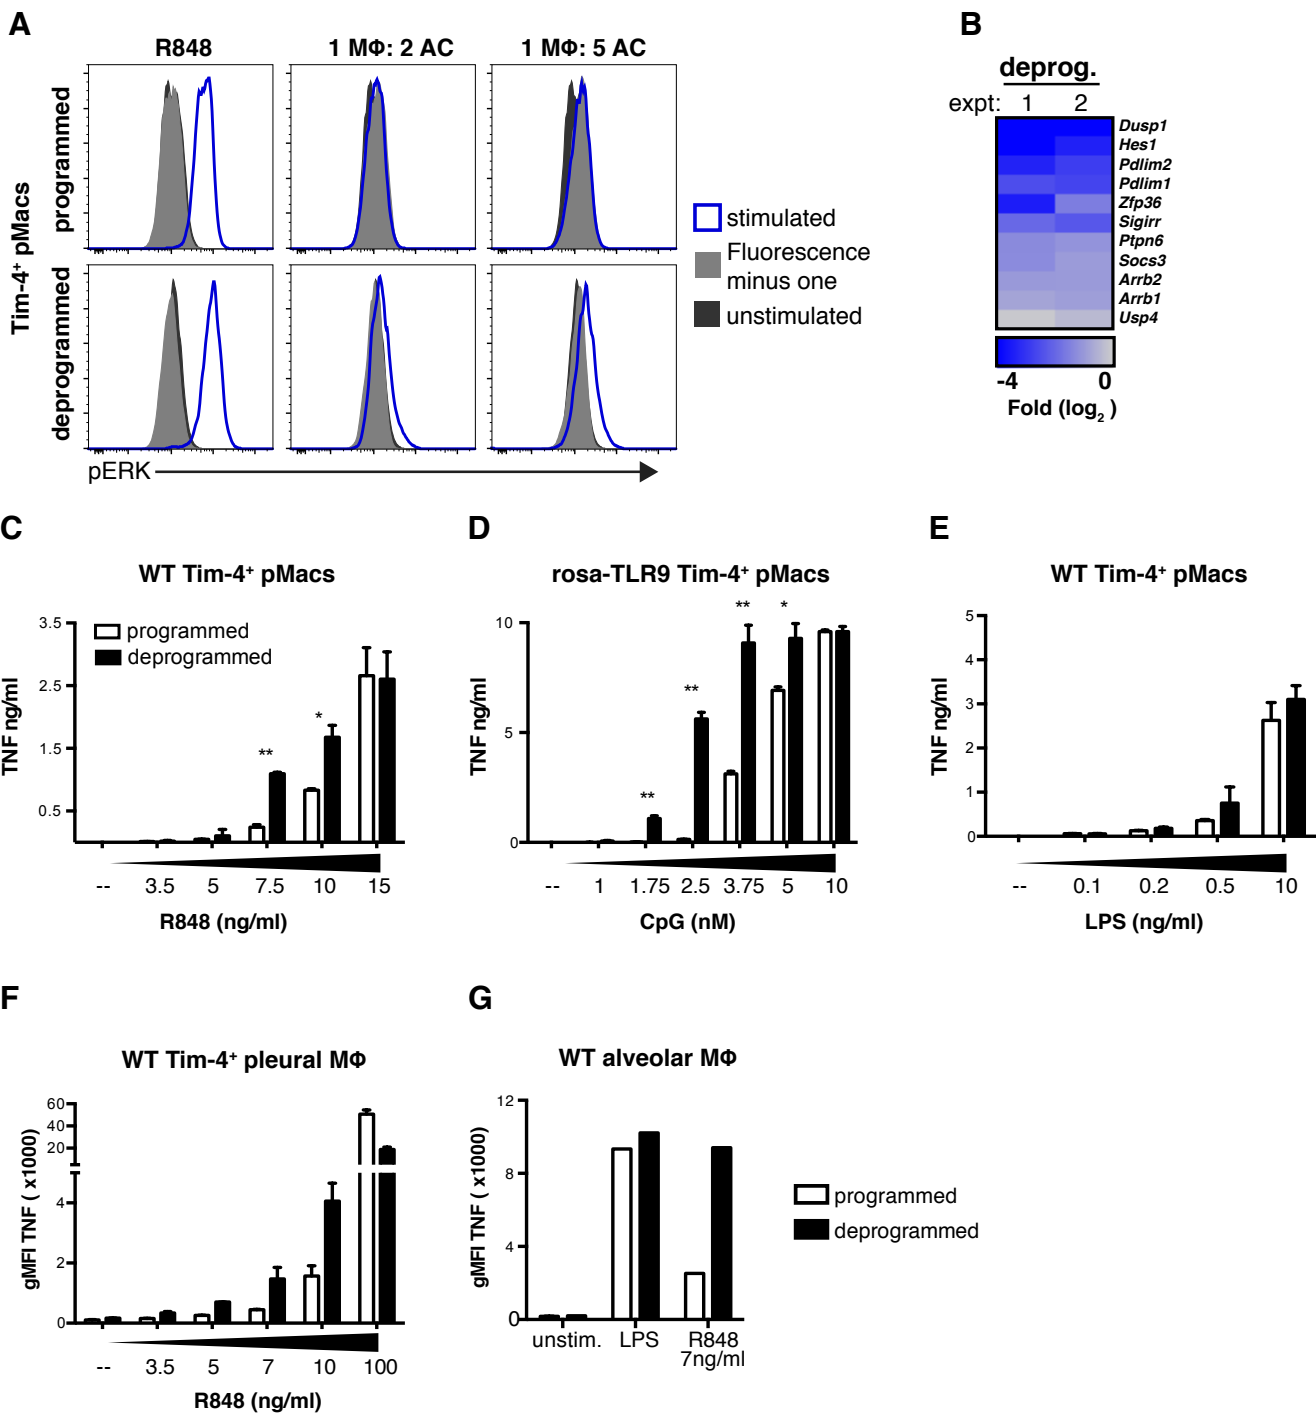 A
R848
1 MΦ: 2 AC
1 MΦ: 5 AC
Tim-4+ pMacs
programmed
deprogrammed
pERK
stimulated
Fluorescence
minus one
unstimulated
B
deprog.
expt: 1 2
Dusp1
Hes1
Pdlim2
Pdlim1
Zfp36
Sigirr
Ptpn6
Socs3
Arrb2
Arrb1
Usp4
-4 0
Fold (log2 )
C
WT Tim-4+ pMacs
programmed
deprogrammed
TNF ng/ml
3.5
2.5
1.5
0.5
**
*
-- 3.5 5 7.5 10 15
R848 (ng/ml)
D
rosa-TLR9 Tim-4+ pMacs
TNF ng/ml
10
5
0
**
**
**
*
-- 1 1.75 2.5 3.75 5 10
CpG (nM)
E
WT Tim-4+ pMacs
TNF ng/ml
5
4
3
2
1
0
-- 0.1 0.2 0.5 10
LPS (ng/ml)
F
WT Tim-4+ pleural MΦ
gMFI TNF ( x1000)
60
40
20
4
2
0
-- 3.5 5 7 10 100
R848 (ng/ml)
G
WT alveolar MΦ
gMFI TNF ( x1000)
12
8
4
0
unstim. LPS R848
7ng/ml
programmed
deprogrammed